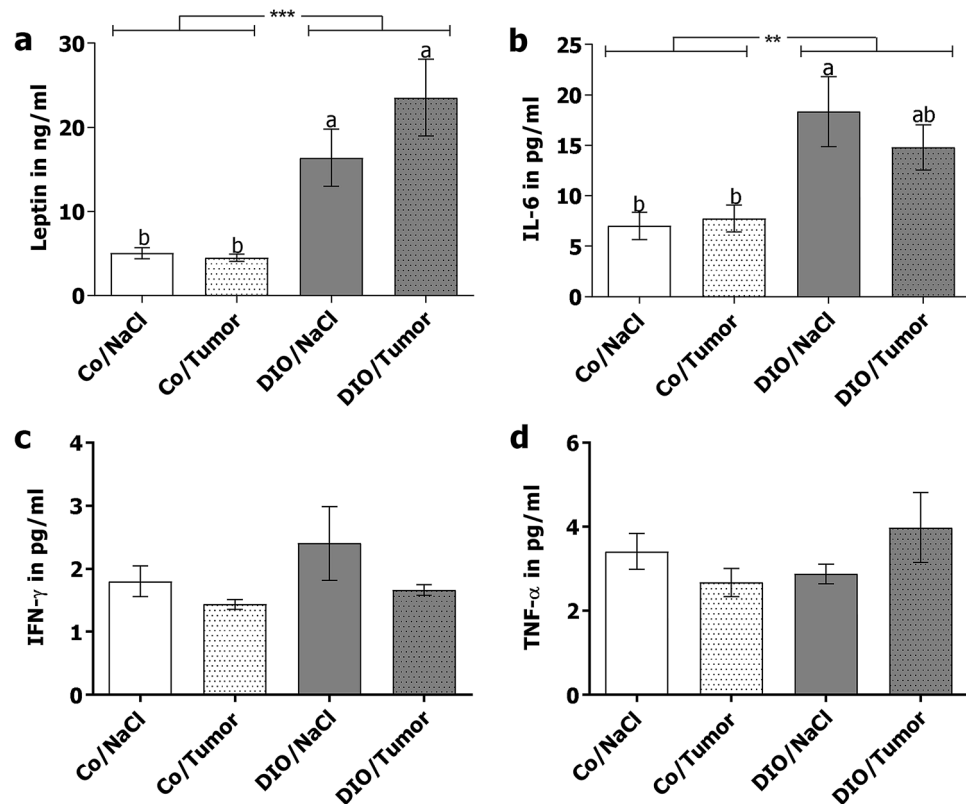 a
***
Leptin in ng/ml
30
20
10
0
b
b
a
a
Co/NaCl
Co/Tumor
DIO/NaCl
DIO/Tumor
b
**
IL-6 in pg/ml
25
20
15
10
5
0
b
b
a
ab
Co/NaCl
Co/Tumor
DIO/NaCl
DIO/Tumor
c
IFN-γ in pg/ml
4
3
2
1
0
Co/NaCl
Co/Tumor
DIO/NaCl
DIO/Tumor
d
TNF-α in pg/ml
6
4
2
0
Co/NaCl
Co/Tumor
DIO/NaCl
DIO/Tumor